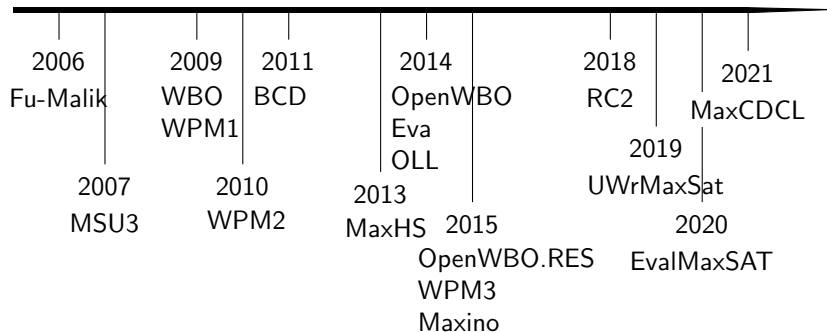 2006
Fu-Malik
2007
MSU3
2009
WBO
WPM1
2010
WPM2
2011
BCD
2013
MaxHS
2014
OpenWBO
Eva
OLL
2015
OpenWBO.RES
WPM3
Maxino
2018
RC2
2019
UWrMaxSat
2020
EvalMaxSAT
2021
MaxCDCL